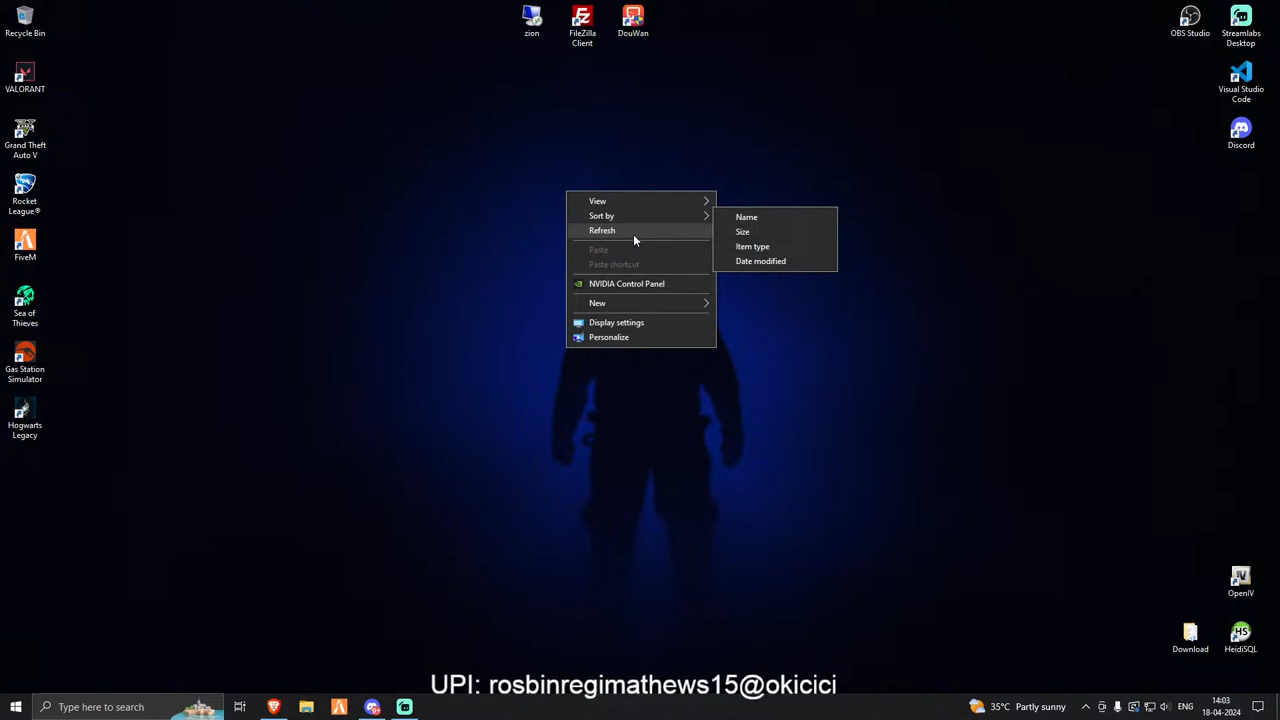 Recycle Bin
VALORANT
Grand Theft
Auto V
Rocket
League®
FiveM
Sea of
Thieves
Gas Station
Simulator
Hogwarts
Legacy
zion
FileZilla
Client
DouWan
OBS Studio
Streamlabs
Desktop
Visual Studio
Code
Discord
View
Sort by
Refresh
Paste
Paste shortcut
NVIDIA Control Panel
New
Display settings
Personalize
Name
Size
Item type
Date modified
OpenIV
Download
HS
HeidiSQL
UPI: rosbinregimathews15@okicici
Type here to search
35°C Partly sunny
14:03
18-04-2024